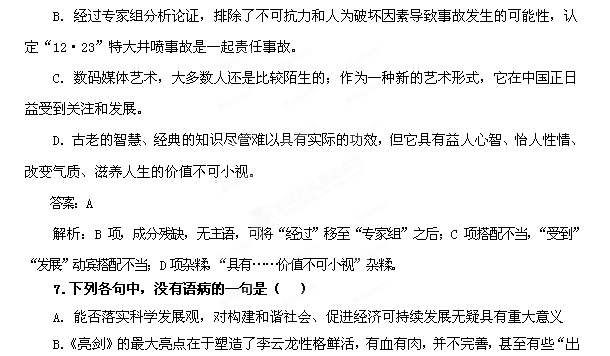 B. 经过专家组分析论证，排除了不可抗力和人为破坏因素导致事故发生的可能性，认
定“12·23”特大井喷事故是一起责任事故。
C. 数码媒体艺术，大多数人还是比较陌生的；作为一种新的艺术形式，它在中国正日
益受到关注和发展。
D. 古老的智慧、经典的知识尽管难以具有实际的功效，但它具有益人心智、怡人性情、
改变气质、滋养人生的价值不可小视。
答案：A
解析：B 项，成分残缺，无主语，可将“经过”移至“专家组”之后；C 项搭配不当，“受到”
“发展”动宾搭配不当；D 项杂糅，“具有……价值不可小视”杂糅。
7.下列各句中，没有语病的一句是（　）
A. 能否落实科学发展观，对构建和谐社会、促进经济可持续发展无疑具有重大意义
B.《亮剑》的最大亮点在于塑造了李云龙性格鲜活，有血有肉，并不完善，甚至有些“出